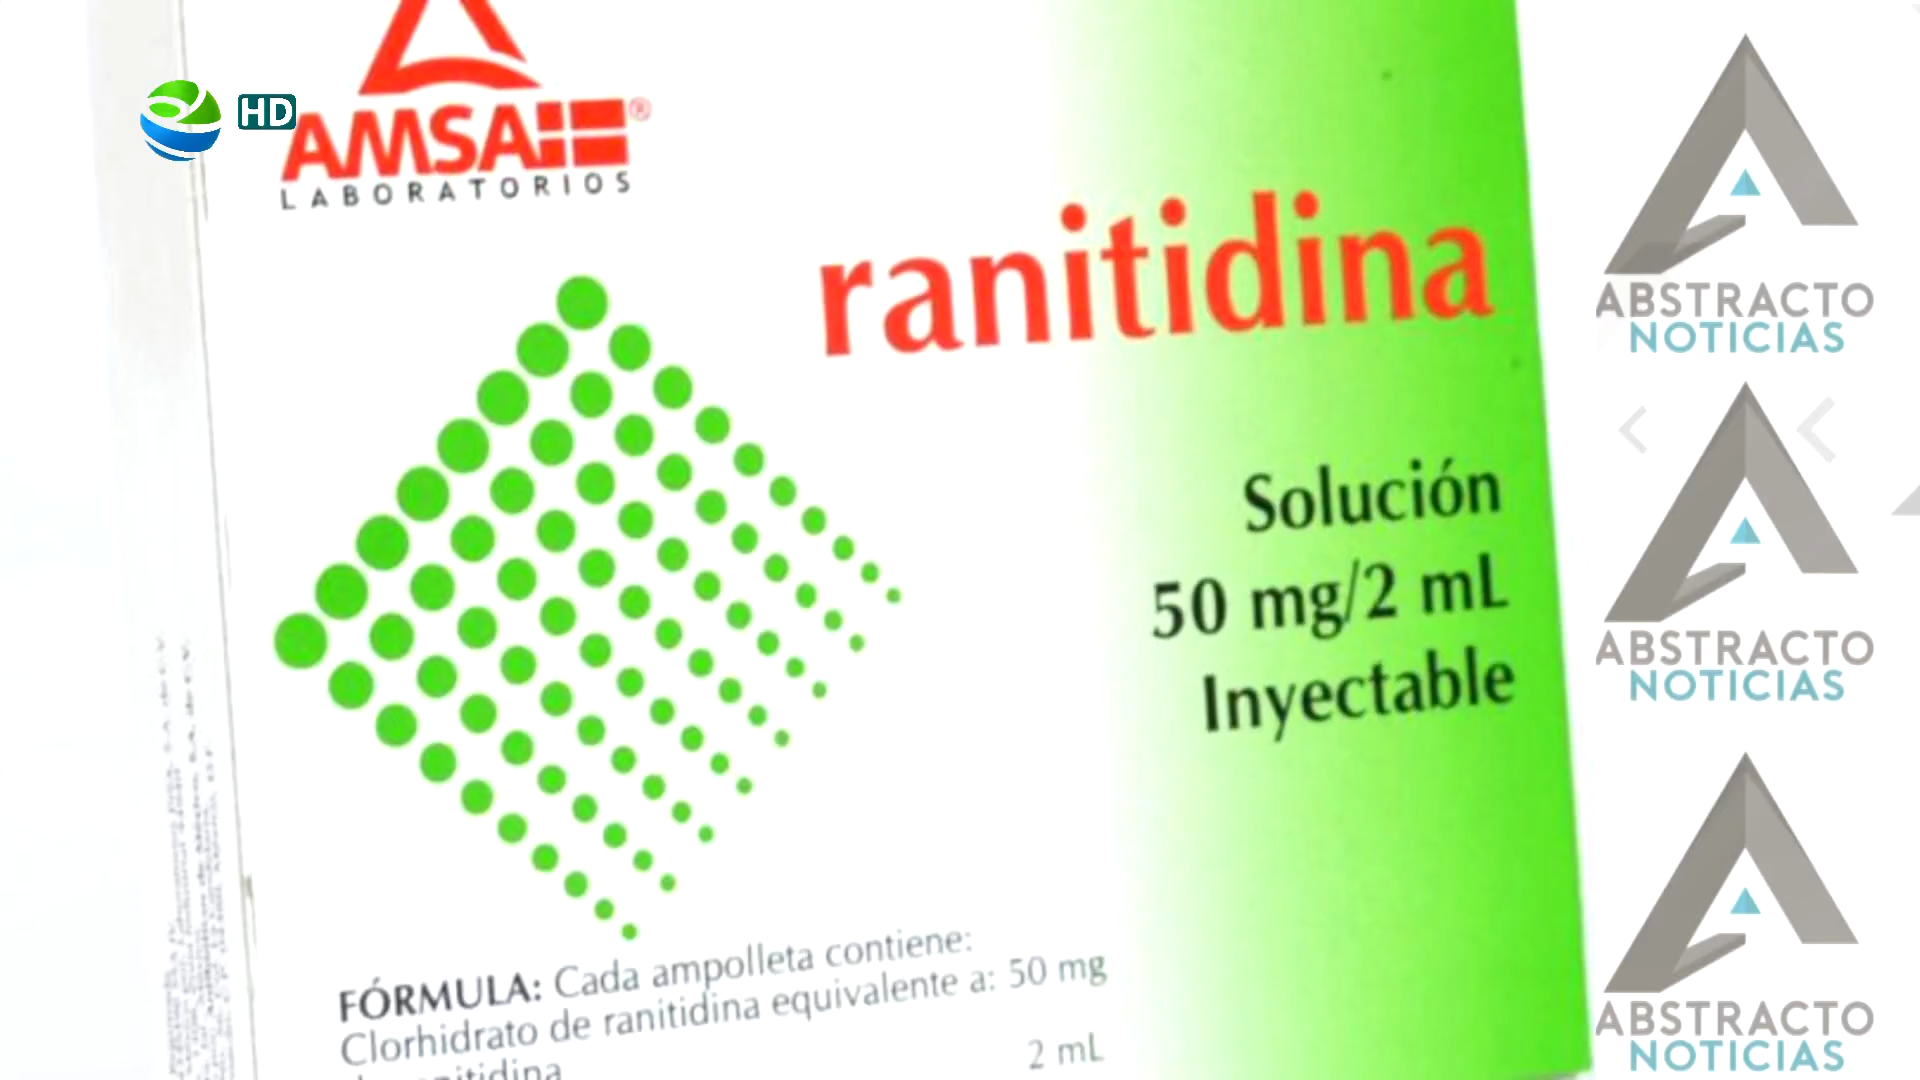 HD
AMSA®
LABORATORIOS
ranitidina
Solución
50 mg/2 mL
Inyectable
FÓRMULA: Cada ampolleta contiene:
Clorhidrato de ranitidina equivalente a: 50 mg
2 mL
ABSTRACTO
NOTICIAS
ABSTRACTO
NOTICIAS
ABSTRACTO
NOTICIAS